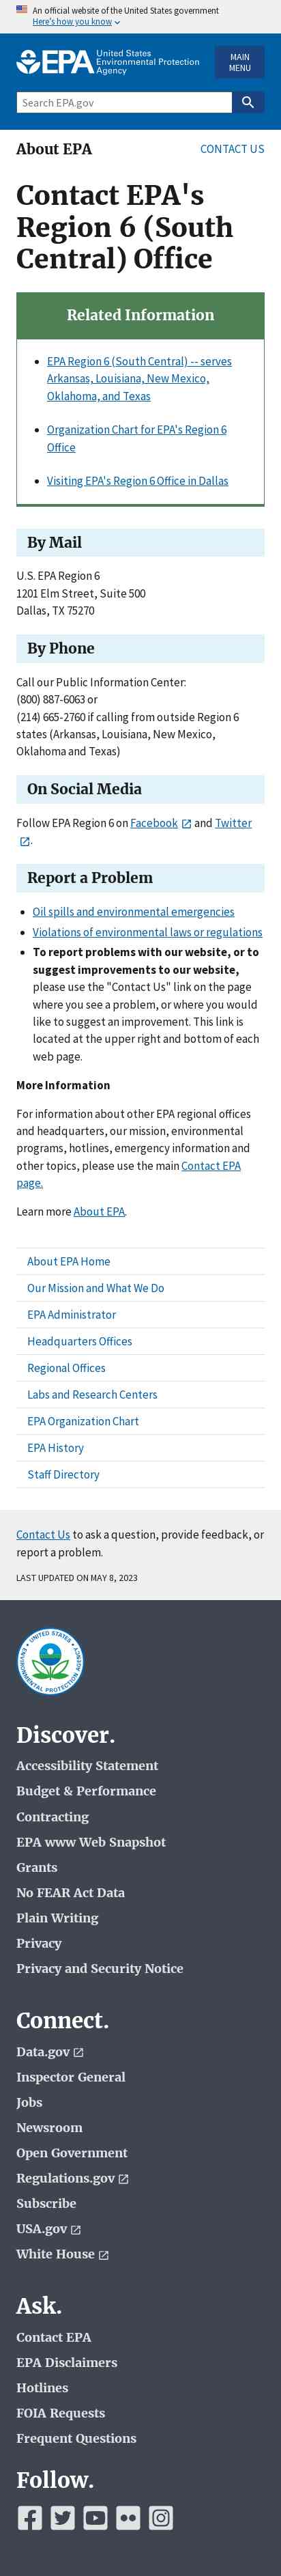 An official website of the United States government
Here's how you know
EPA United States
Environmental Protection
Agency
MAIN
MENU
Search EPA.gov
About EPA
CONTACT US
Contact EPA's
Region 6 (South
Central) Office
Related Information
EPA Region 6 (South Central) -- serves
Arkansas, Louisiana, New Mexico,
Oklahoma, and Texas
Organization Chart for EPA's Region 6
Office
Visiting EPA's Region 6 Office in Dallas
By Mail
U.S. EPA Region 6
1201 Elm Street, Suite 500
Dallas, TX 75270
By Phone
Call our Public Information Center:
(800) 887-6063 or
(214) 665-2760 if calling from outside Region 6
states (Arkansas, Louisiana, New Mexico,
Oklahoma and Texas)
On Social Media
Follow EPA Region 6 on Facebook and Twitter
.
Report a Problem
Oil spills and environmental emergencies
Violations of environmental laws or regulations
To report problems with our website, or to
suggest improvements to our website,
please use the "Contact Us" link on the page
where you see a problem, or where you would
like to suggest an improvement. This link is
located at the upper right and bottom of each
web page.
More Information
For information about other EPA regional offices
and headquarters, our mission, environmental
programs, hotlines, emergency information and
other topics, please use the main Contact EPA
page.
Learn more About EPA.
About EPA Home
Our Mission and What We Do
EPA Administrator
Headquarters Offices
Regional Offices
Labs and Research Centers
EPA Organization Chart
EPA History
Staff Directory
Contact Us to ask a question, provide feedback, or
report a problem.
LAST UPDATED ON MAY 8, 2023
UNITED STATES
ENVIRONMENTAL PROTECTION AGENCY
Discover.
Accessibility Statement
Budget & Performance
Contracting
EPA www Web Snapshot
Grants
No FEAR Act Data
Plain Writing
Privacy
Privacy and Security Notice
Connect.
Data.gov
Inspector General
Jobs
Newsroom
Open Government
Regulations.gov
Subscribe
USA.gov
White House
Ask.
Contact EPA
EPA Disclaimers
Hotlines
FOIA Requests
Frequent Questions
Follow.